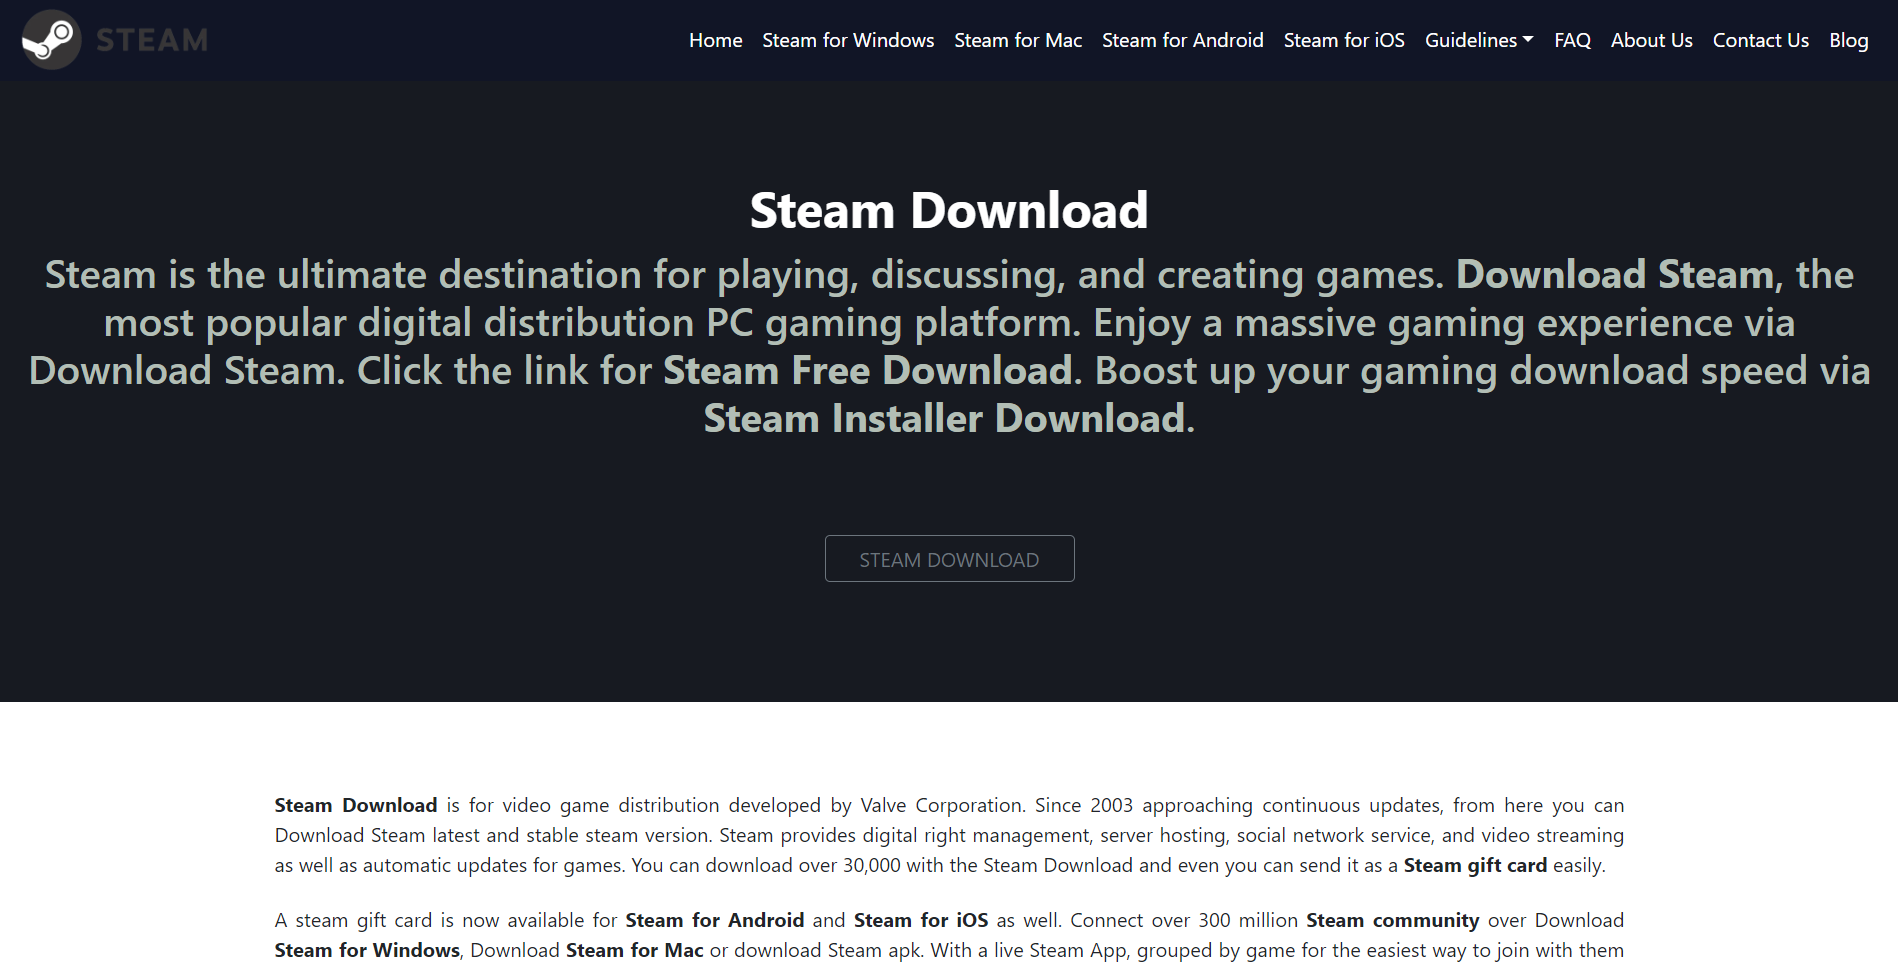 STEAM
Home Steam for Windows Steam for Mac Steam for Android Steam for iOS Guidelines FAQ About Us Contact Us Blog
Steam Download
Steam is the ultimate destination for playing, discussing, and creating games. Download Steam, the
most popular digital distribution PC gaming platform. Enjoy a massive gaming experience via
Download Steam. Click the link for Steam Free Download. Boost up your gaming download speed via
Steam Installer Download.
STEAM DOWNLOAD
Steam Download is for video game distribution developed by Valve Corporation. Since 2003 approaching continuous updates, from here you can
Download Steam latest and stable steam version. Steam provides digital right management, server hosting, social network service, and video streaming
as well as automatic updates for games. You can download over 30,000 with the Steam Download and even you can send it as a Steam gift card easily.
A steam gift card is now available for Steam for Android and Steam for iOS as well. Connect over 300 million Steam community over Download
Steam for Windows, Download Steam for Mac or download Steam apk. With a live Steam App, grouped by game for the easiest way to join with them